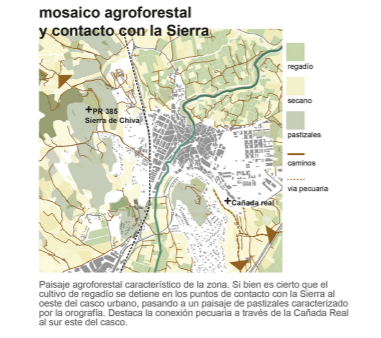 mosaico agroforestal
y contacto con la Sierra
regadío
secano
PR 385
Sierra de Chiva
pastizales
caminos
via pecuaria
Cañada real
Paisaje agroforestal característico de la zona. Si bien es cierto que el
cultivo de regadío se detiene en los puntos de contacto con la Sierra al
oeste del casco urbano, pasando a un paisaje de pastizales caracterizado
por la orografía. Destaca la conexión pecuaria a través de la Cañada Real
al sur este del casco.